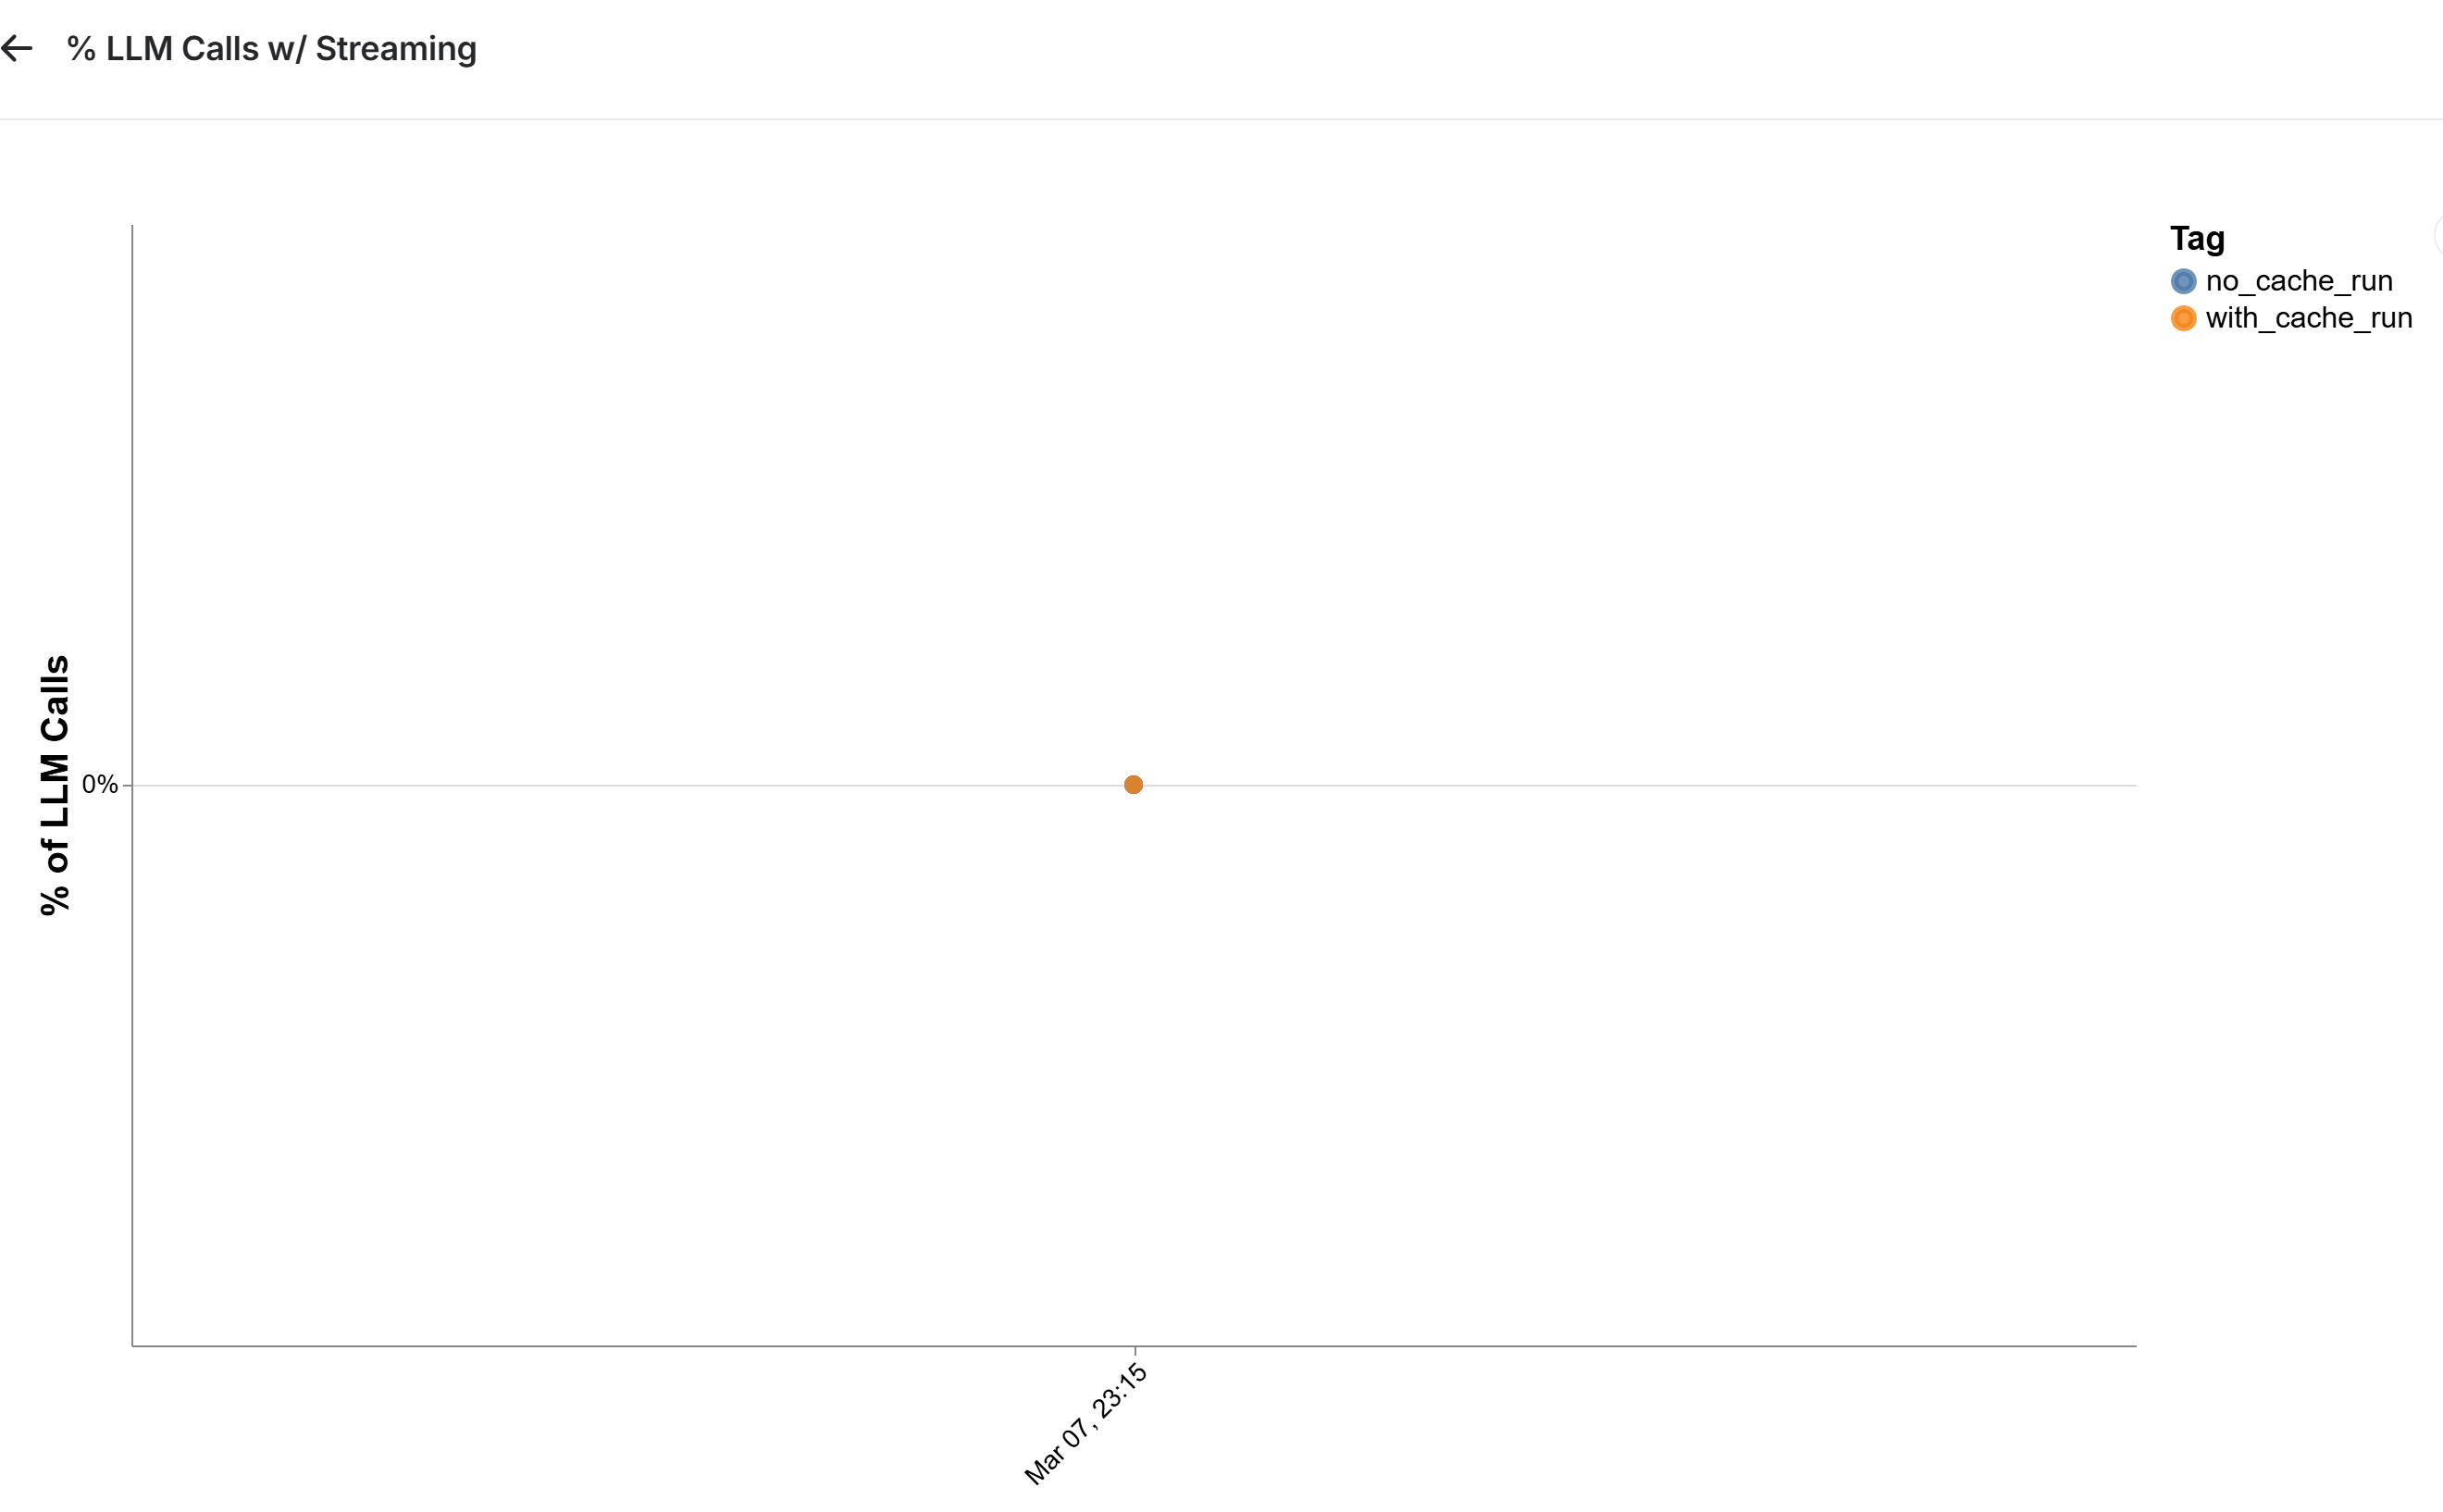 % LLM Calls w/ Streaming
Tag
no_cache_run
with_cache_run
% of LLM Calls
0%
Mar 07, 23:15